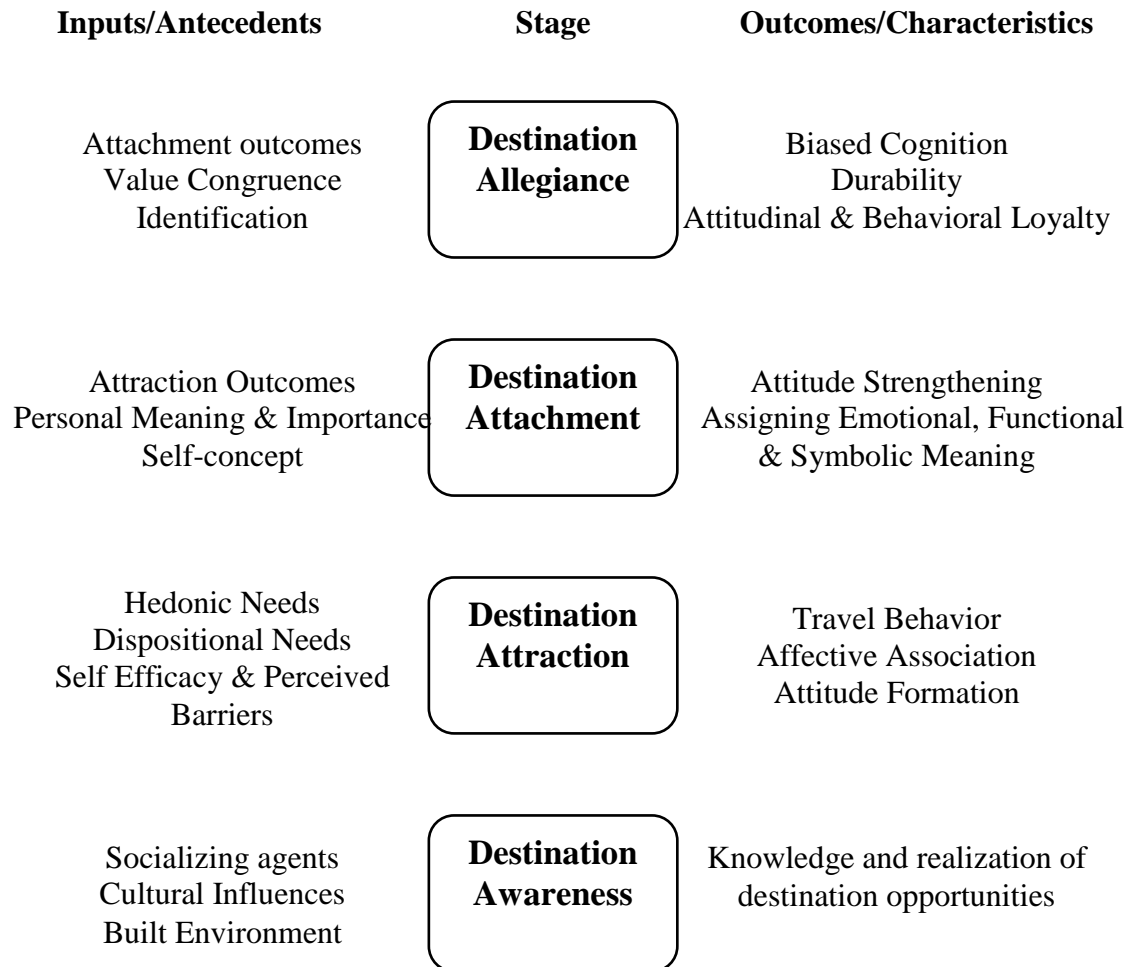 Inputs/Antecedents Stage Outcomes/Characteristics
Attachment outcomes
Value Congruence
Identification
Destination
Allegiance
Biased Cognition
Durability
Attitudinal & Behavioral Loyalty
Attraction Outcomes
Personal Meaning & Importance
Self-concept
Destination
Attachment
Attitude Strengthening
Assigning Emotional, Functional
& Symbolic Meaning
Hedonic Needs
Dispositional Needs
Self Efficacy & Perceived
Barriers
Destination
Attraction
Travel Behavior
Affective Association
Attitude Formation
Socializing agents
Cultural Influences
Built Environment
Destination
Awareness
Knowledge and realization of
destination opportunities